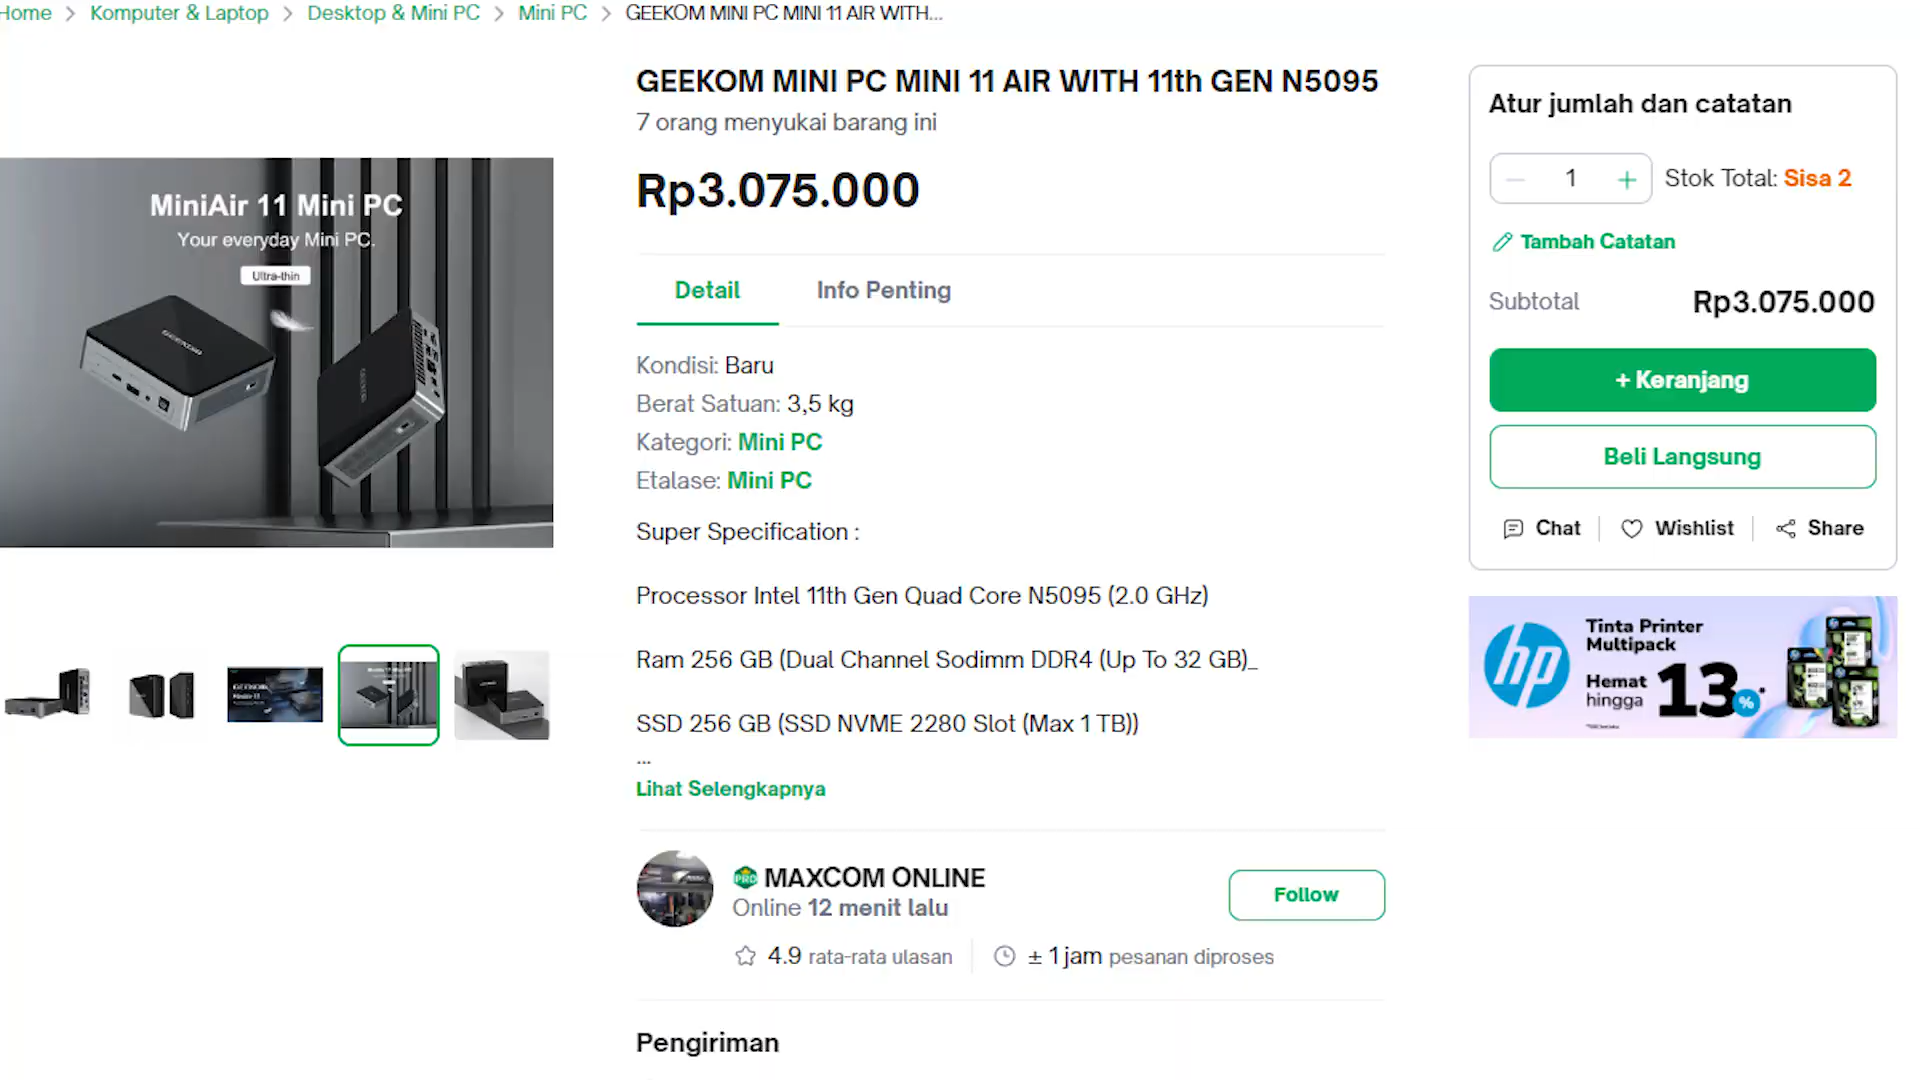 Home > Komputer & Laptop > Desktop & Mini PC > Mini PC > GEEKOM MINI PC MINI 11 AIR WITH...
GEEKOM MINI PC MINI 11 AIR WITH 11th GEN N5095
7 orang menyukai barang ini
Rp3.075.000
Detail
Info Penting
Kondisi: Baru
Berat Satuan: 3,5 kg
Kategori: Mini PC
Etalase: Mini PC
Super Specification :
Processor Intel 11th Gen Quad Core N5095 (2.0 GHz)
Ram 256 GB (Dual Channel Sodimm DDR4 (Up To 32 GB)_
SSD 256 GB (SSD NVME 2280 Slot (Max 1 TB))
...
Lihat Selengkapnya
PRO MAXCOM ONLINE
Online 12 menit lalu
Follow
4.9 rata-rata ulasan
± 1 jam pesanan diproses
Pengiriman
MiniAir 11 Mini PC
Your everyday Mini PC.
Ultra-thin
GEEKOM
GEEKOM
Atur jumlah dan catatan
1
Stok Total: Sisa 2
Tambah Catatan
Subtotal Rp3.075.000
+ Keranjang
Beli Langsung
Chat
Wishlist
Share
hp
Tinta Printer
Multipack
Hemat
hingga
13%*